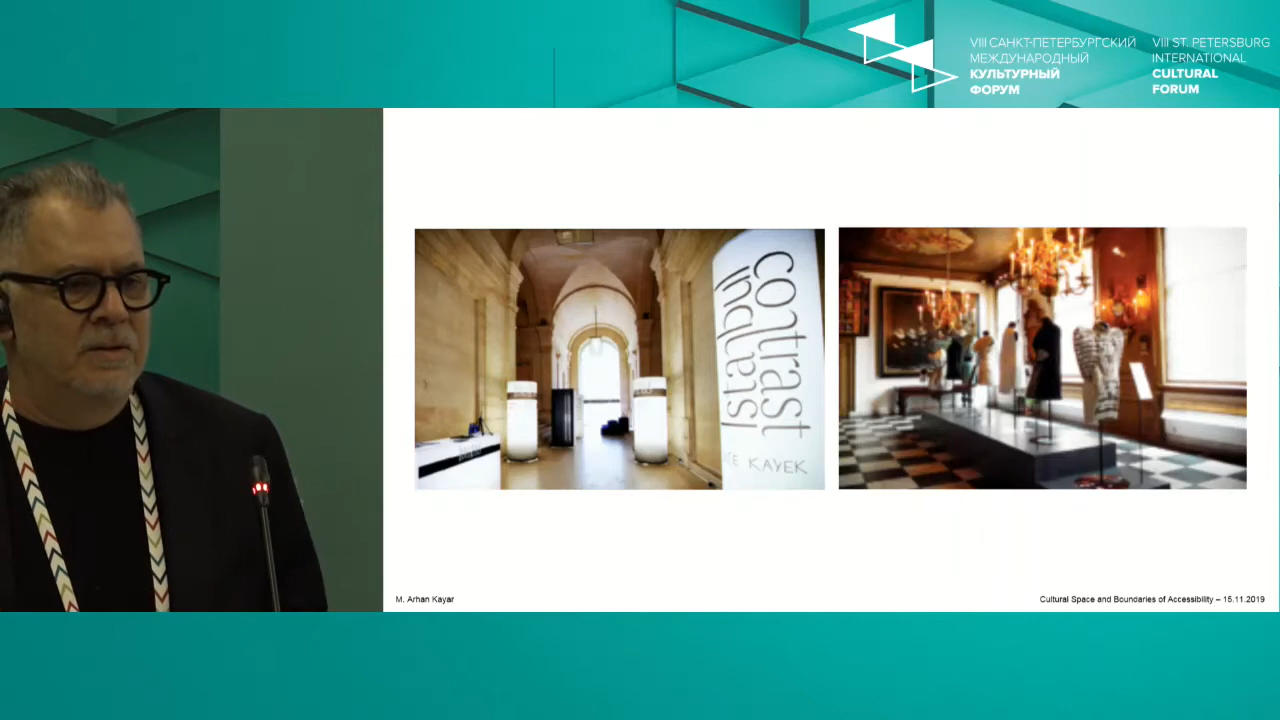 VIII САНКТ-ПЕТЕРБУРГСКИЙ
МЕЖДУНАРОДНЫЙ
КУЛЬТУРНЫЙ
ФОРУМ
VIII ST. PETERSBURG
INTERNATIONAL
CULTURAL
FORUM
contrast
istanbul
KAYEK
M. Arhan Kayar
Cultural Space and Boundaries of Accessibility – 15.11.2019